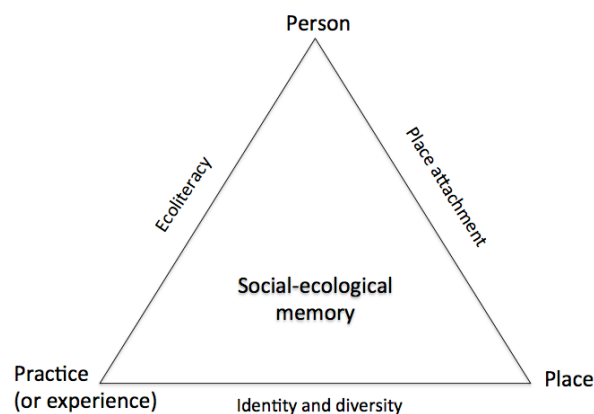 Person
Ecoliteracy
Place attachment
Social-ecological
memory
Practice
(or experience)
Place
Identity and diversity